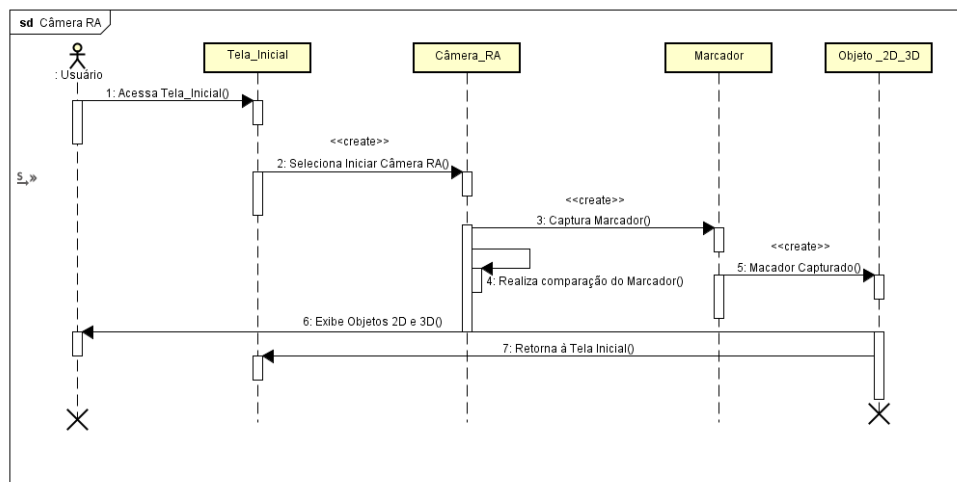 sd Câmera RA
: Usuário
Tela_Inicial
Câmera_RA
Marcador
Objeto _2D_3D
1: Acessa Tela_Inicial()
<<create>>
2: Seleciona Iniciar Câmera RA()
S
<<create>>
3: Captura Marcador()
<<create>>
5: Macador Capturado()
4: Realiza comparação do Marcador()
6: Exibe Objetos 2D e 3D()
7: Retorna à Tela Inicial()